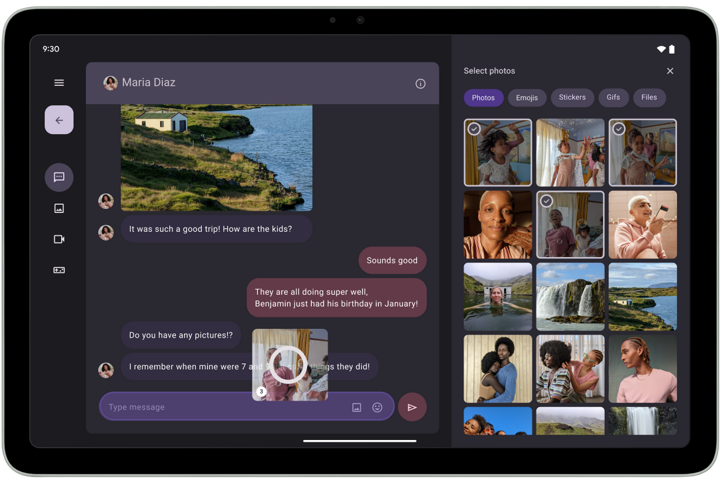 9:30
Maria Diaz
It was such a good trip! How are the kids?
Sounds good
They are all doing super well,
Benjamin just had his birthday in January!
Do you have any pictures!?
I remember when mine were 7 and things they did!
3
Type message
Select photos
Photos
Emojis
Stickers
Gifs
Files